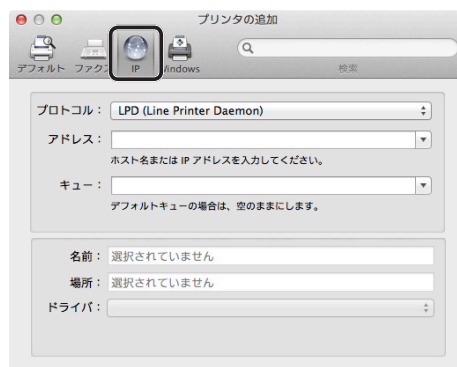 プリンタの追加
デフォルト ファクス IP Windows 検索
プロトコル： LPD (Line Printer Daemon)
アドレス：
ホスト名または IP アドレスを入力してください。
キュー：
デフォルトキューの場合は、空のままにします。
名前： 選択されていません
場所： 選択されていません
ドライバ：